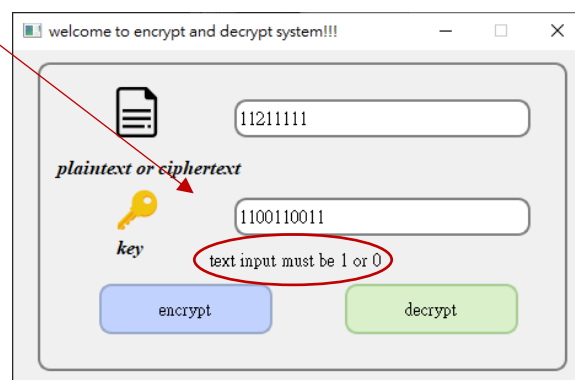 welcome to encrypt and decrypt system!!!
11211111
plaintext or ciphertext
1100110011
key
text input must be 1 or 0
encrypt
decrypt